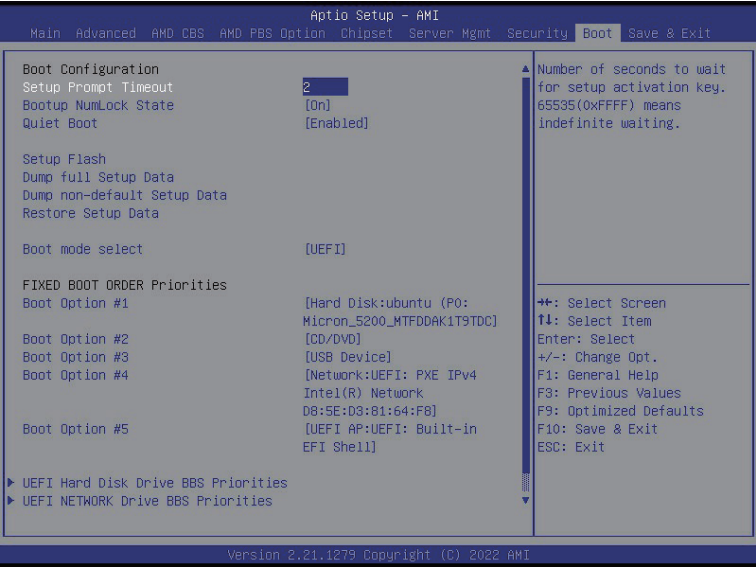 Aptio Setup – AMI
Main Advanced AMD CBS AMD PBS Option Chipset Server Mgmt Security Boot Save & Exit
Boot Configuration
Setup Prompt Timeout 2
Bootup NumLock State [On]
Quiet Boot [Enabled]
Setup Flash
Dump full Setup Data
Dump non-default Setup Data
Restore Setup Data
Boot mode select [UEFI]
FIXED BOOT ORDER Priorities
Boot Option #1 [Hard Disk:ubuntu (P0:
Micron_5200_MTFDDAK1T9TDC]
Boot Option #2 [CD/DVD]
Boot Option #3 [USB Device]
Boot Option #4 [Network:UEFI: PXE IPv4
Intel(R) Network
D8:5E:D3:81:64:F8]
Boot Option #5 [UEFI AP:UEFI: Built-in
EFI Shell]
UEFI Hard Disk Drive BBS Priorities
UEFI NETWORK Drive BBS Priorities
Number of seconds to wait
for setup activation key.
65535(0xFFFF) means
indefinite waiting.
→←: Select Screen
↑↓: Select Item
Enter: Select
+/-: Change Opt.
F1: General Help
F3: Previous Values
F9: Optimized Defaults
F10: Save & Exit
ESC: Exit
Version 2.21.1279 Copyright (C) 2022 AMI